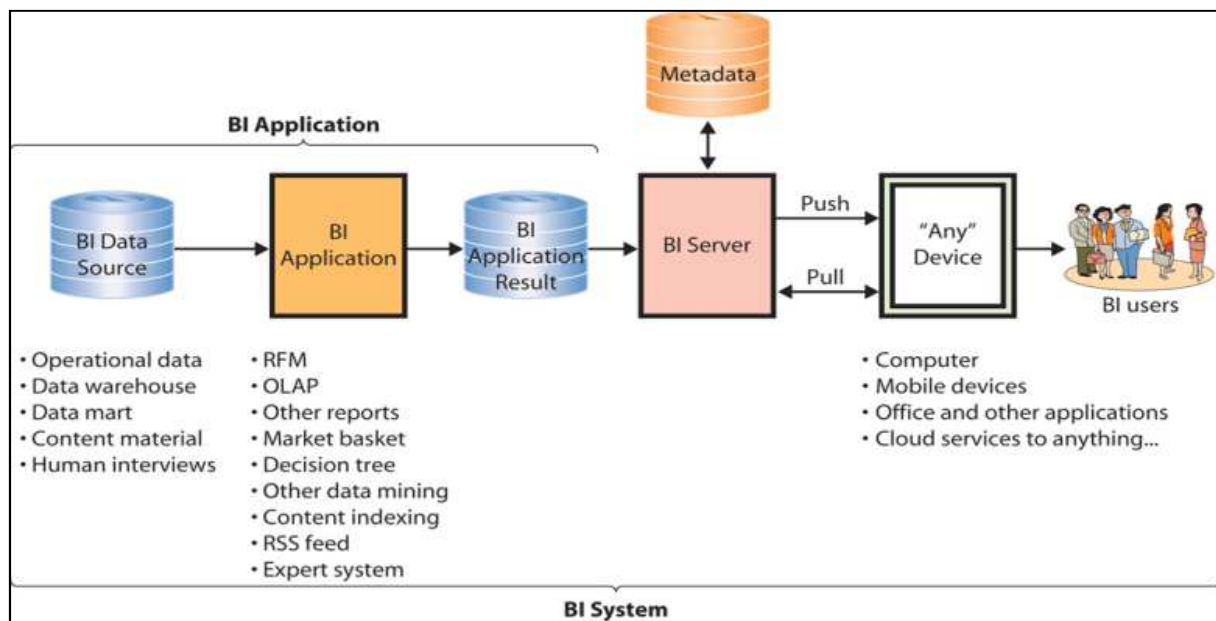 Metadata
BI Application
BI Data
Source
BI
Application
BI
Application
Result
BI Server
Push
Pull
“Any”
Device
BI users
• Operational data
• Data warehouse
• Data mart
• Content material
• Human interviews
• RFM
• OLAP
• Other reports
• Market basket
• Decision tree
• Other data mining
• Content indexing
• RSS feed
• Expert system
• Computer
• Mobile devices
• Office and other applications
• Cloud services to anything...
BI System